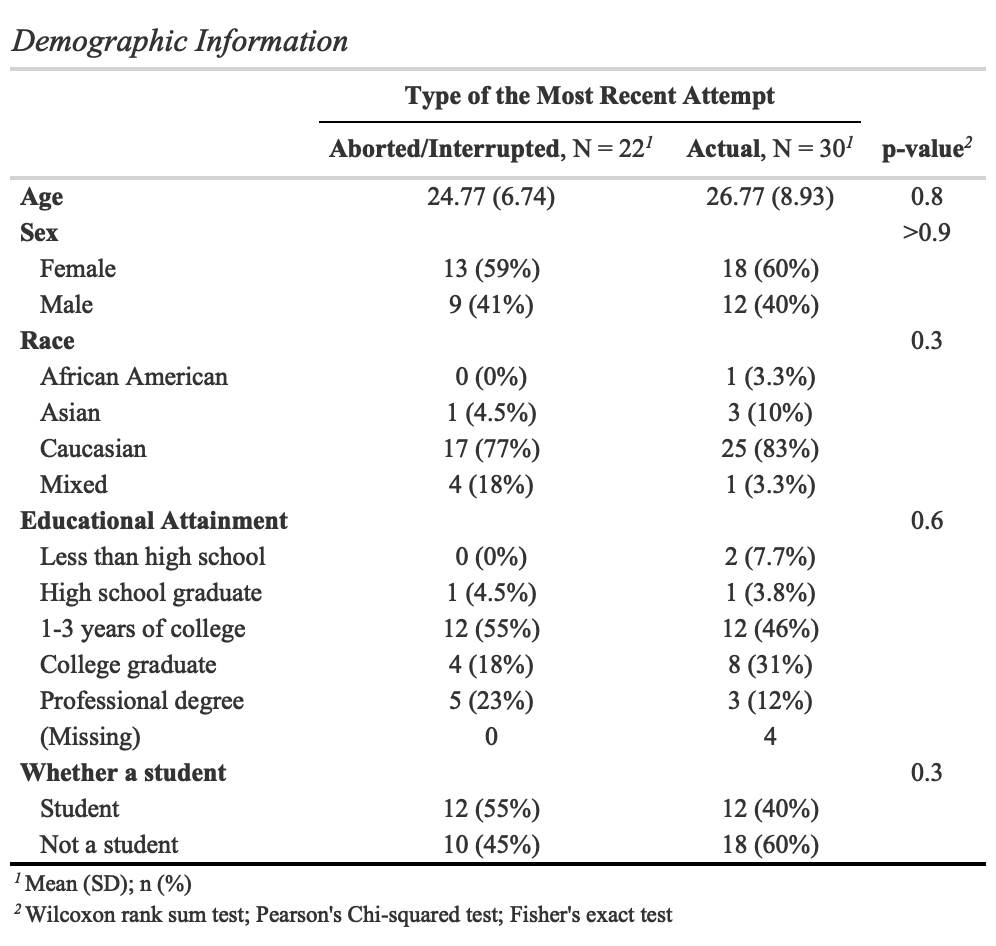 Demographic Information
Type of the Most Recent Attempt
Aborted/Interrupted, N = 22¹ Actual, N = 30¹ p-value²
Age 24.77 (6.74) 26.77 (8.93) 0.8
Sex >0.9
Female 13 (59%) 18 (60%)
Male 9 (41%) 12 (40%)
Race 0.3
African American 0 (0%) 1 (3.3%)
Asian 1 (4.5%) 3 (10%)
Caucasian 17 (77%) 25 (83%)
Mixed 4 (18%) 1 (3.3%)
Educational Attainment 0.6
Less than high school 0 (0%) 2 (7.7%)
High school graduate 1 (4.5%) 1 (3.8%)
1-3 years of college 12 (55%) 12 (46%)
College graduate 4 (18%) 8 (31%)
Professional degree 5 (23%) 3 (12%)
(Missing) 0 4
Whether a student 0.3
Student 12 (55%) 12 (40%)
Not a student 10 (45%) 18 (60%)
¹ Mean (SD); n (%)
² Wilcoxon rank sum test; Pearson's Chi-squared test; Fisher's exact test